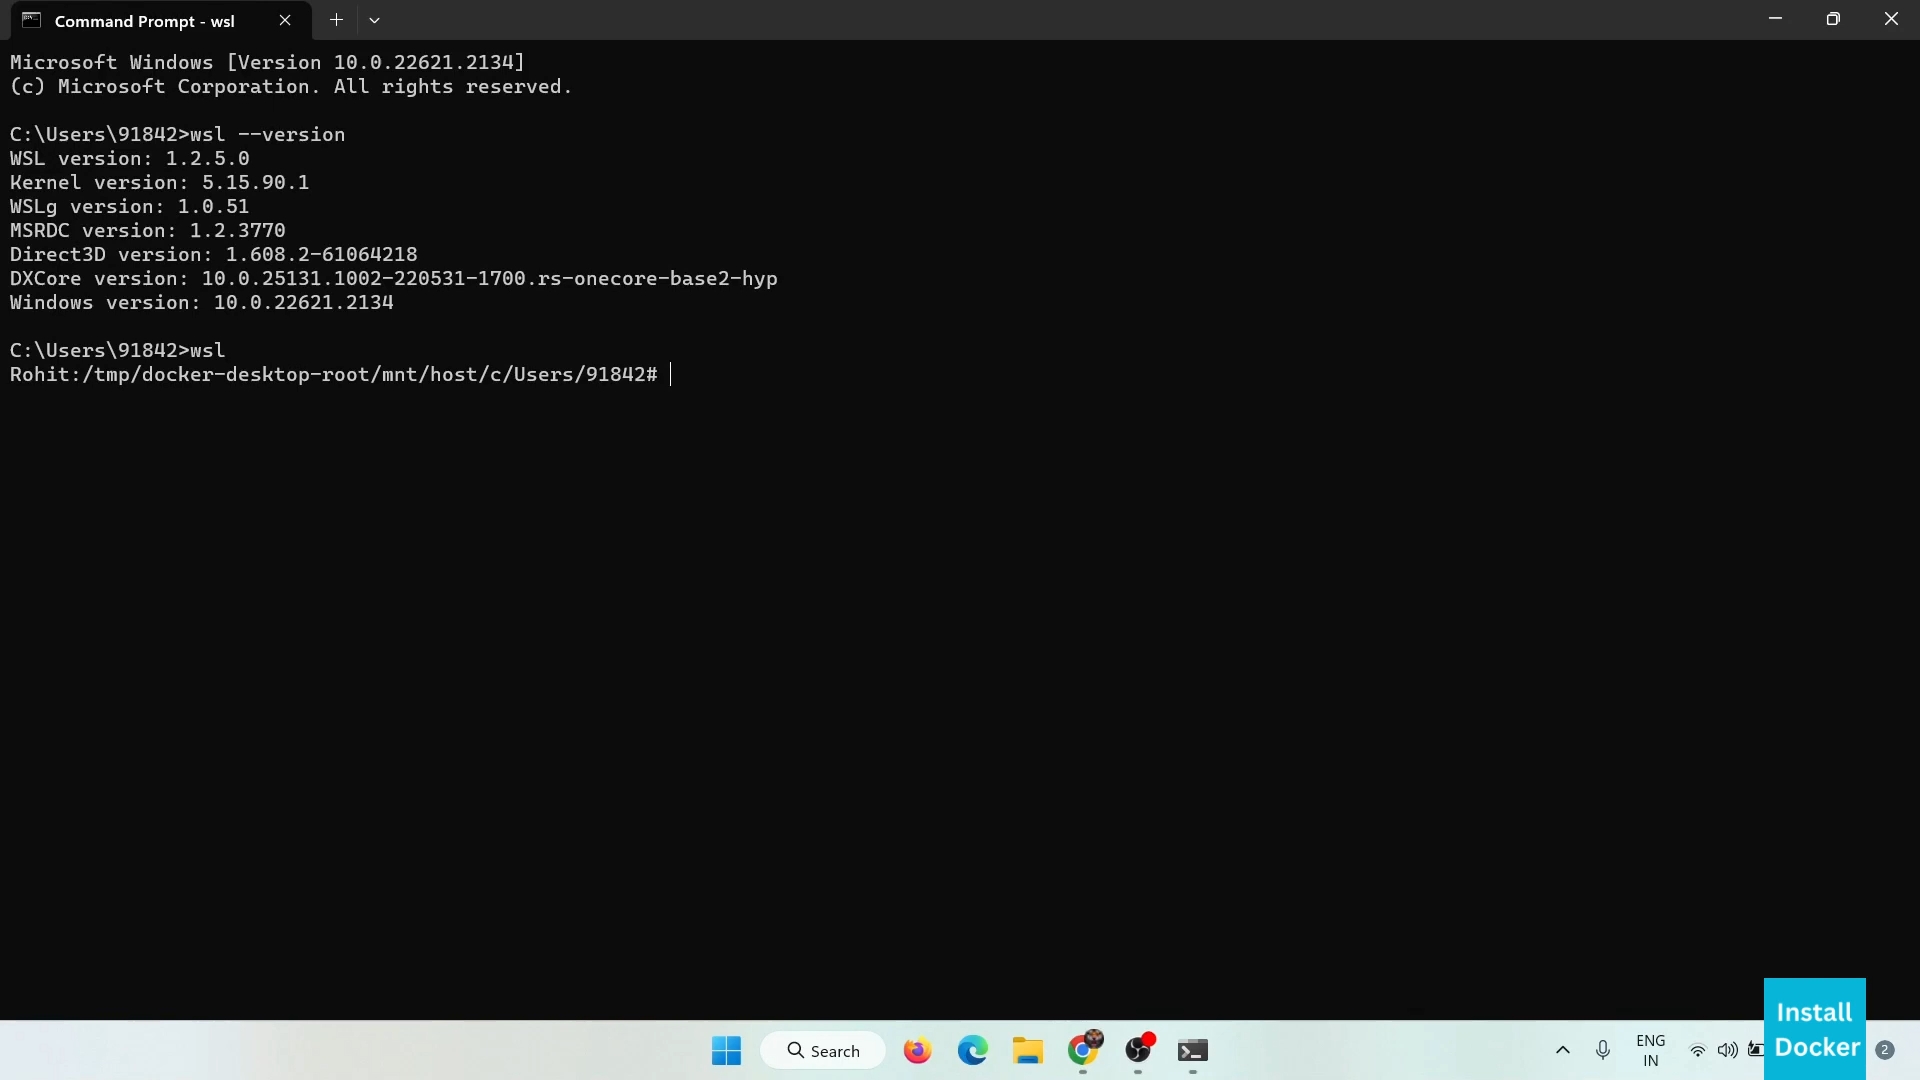 Command Prompt - wsl
Microsoft Windows [Version 10.0.22621.2134]
(c) Microsoft Corporation. All rights reserved.
C:\Users\91842>wsl --version
WSL version: 1.2.5.0
Kernel version: 5.15.90.1
WSLg version: 1.0.51
MSRDC version: 1.2.3770
Direct3D version: 1.608.2-61064218
DXCore version: 10.0.25131.1002-220531-1700.rs-onecore-base2-hyp
Windows version: 10.0.22621.2134
C:\Users\91842>wsl
Rohit:/tmp/docker-desktop-root/mnt/host/c/Users/91842#
Search
ENG
IN
Install
Docker
2